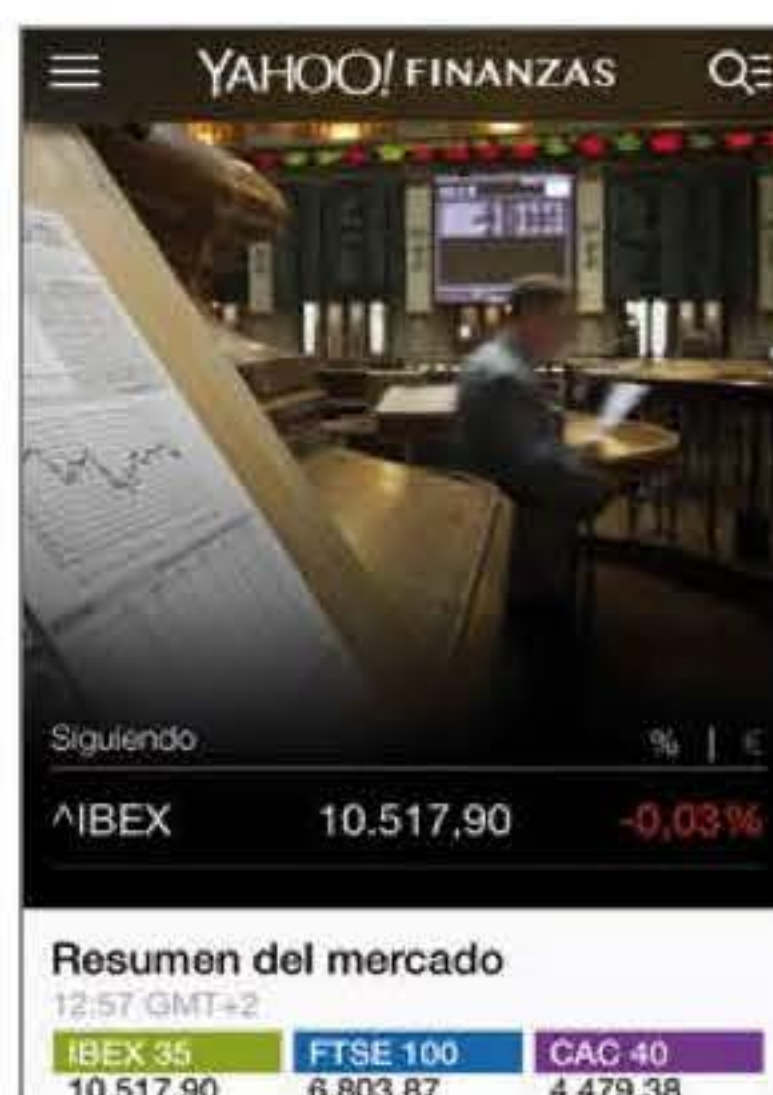 YAHOO! FINANZAS
Siguiendo % | €
^IBEX 10.517,90 -0,03%
Resumen del mercado
12:57 GMT+2
IBEX 35 FTSE 100 CAC 40
10.517,90 6.803,87 4.479,38